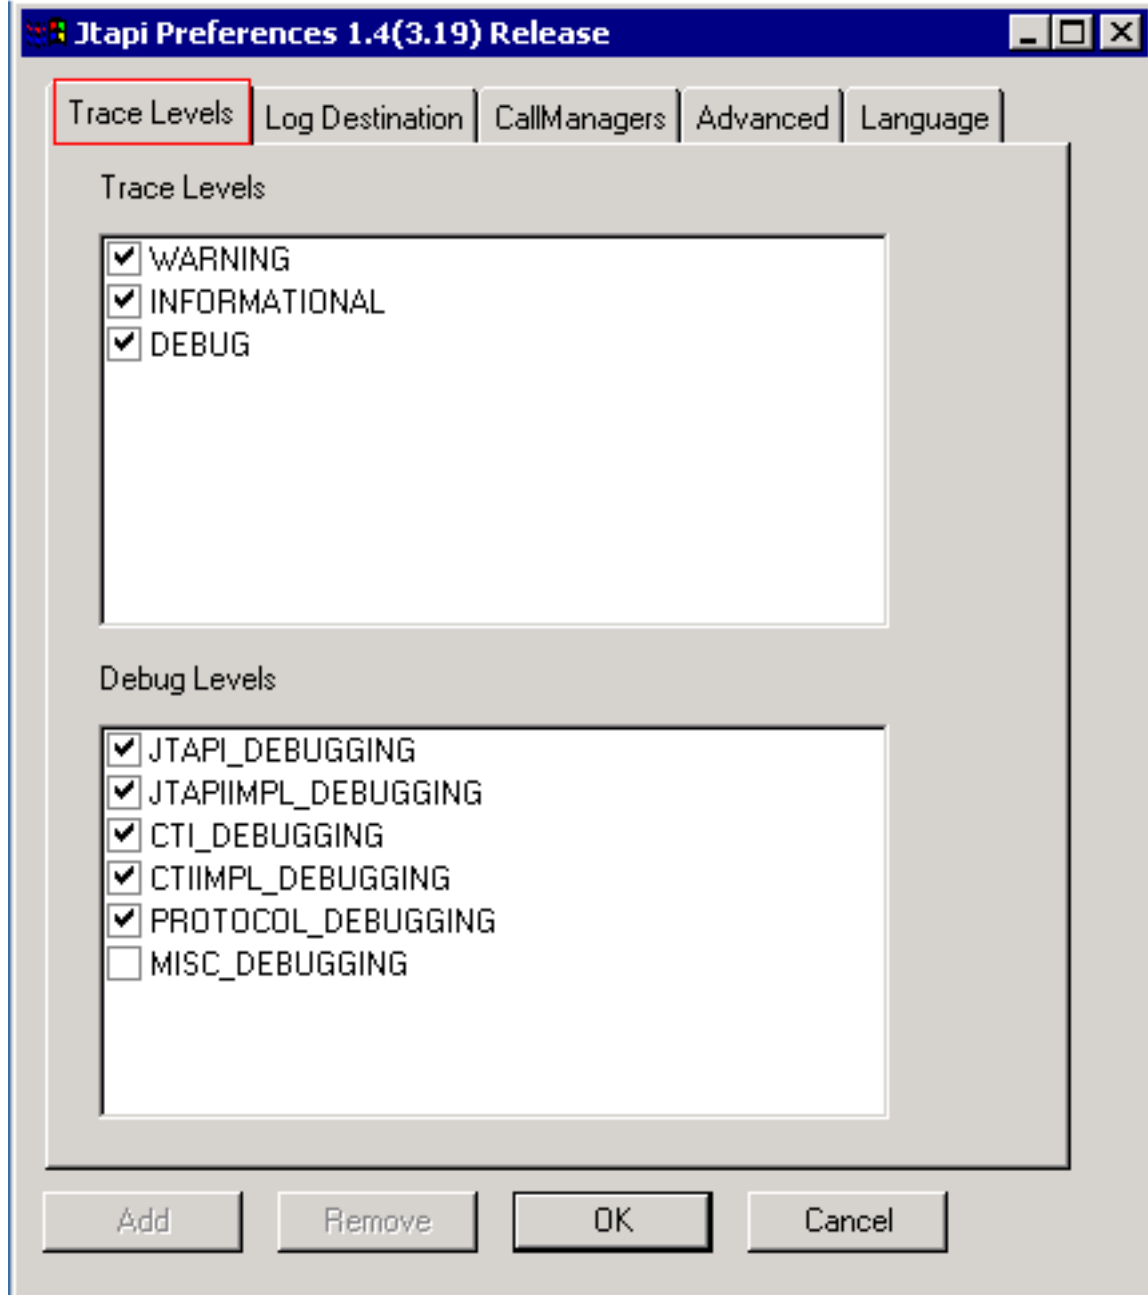 Jtapi Preferences 1.4(3.19) Release
Trace Levels Log Destination CallManagers Advanced Language
Trace Levels
WARNING
INFORMATIONAL
DEBUG
Debug Levels
JTAPI_DEBUGGING
JTAPIIMPL_DEBUGGING
CTI_DEBUGGING
CTIIMPL_DEBUGGING
PROTOCOL_DEBUGGING
MISC_DEBUGGING
Add Remove OK Cancel